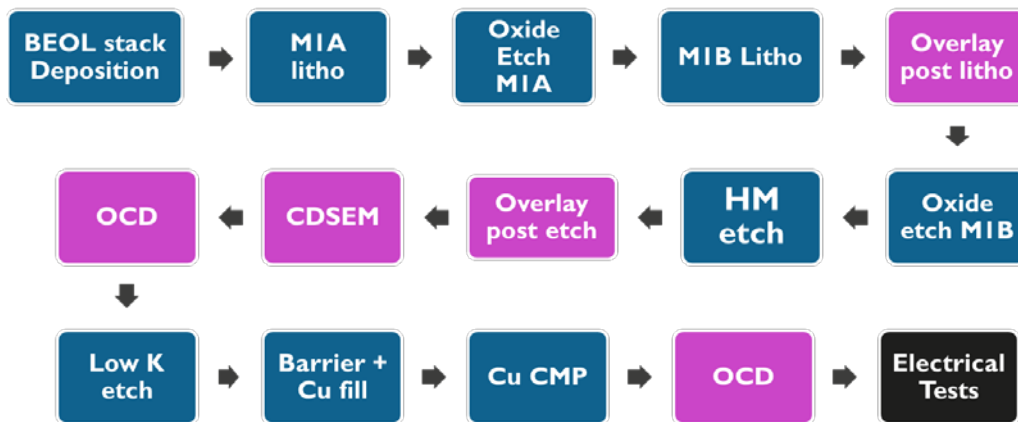 BEOL stack
Deposition
M1A
litho
Oxide
Etch
M1A
M1B Litho
Overlay
post litho
OCD
CDSEM
Overlay
post etch
HM
etch
Oxide
etch M1B
Low K
etch
Barrier +
Cu fill
Cu CMP
OCD
Electrical
Tests